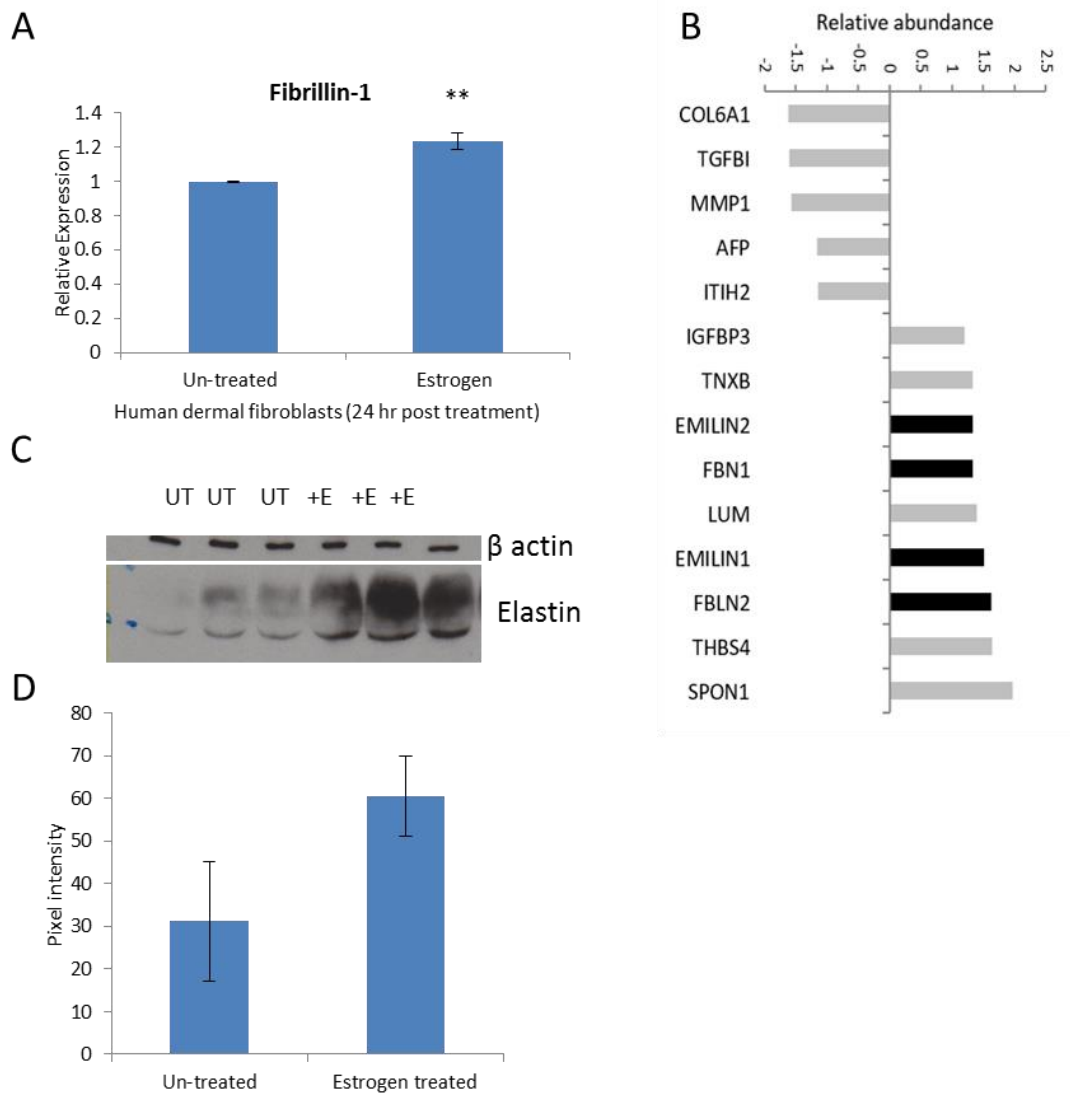 A
Fibrillin-1
**
1.4
1.2
1
0.8
0.6
0.4
0.2
0
Relative Expression
Un-treated
Estrogen
Human dermal fibroblasts (24 hr post treatment)
B
Relative abundance
-2
-1.5
-1
-0.5
0
0.5
1
1.5
2
2.5
COL6A1
TGFBI
MMP1
AFP
ITIH2
IGFBP3
TNXB
EMILIN2
FBN1
LUM
EMILIN1
FBLN2
THBS4
SPON1
C
UT UT UT +E +E +E
β actin
Elastin
D
80
70
60
50
40
30
20
10
0
Pixel intensity
Un-treated
Estrogen treated